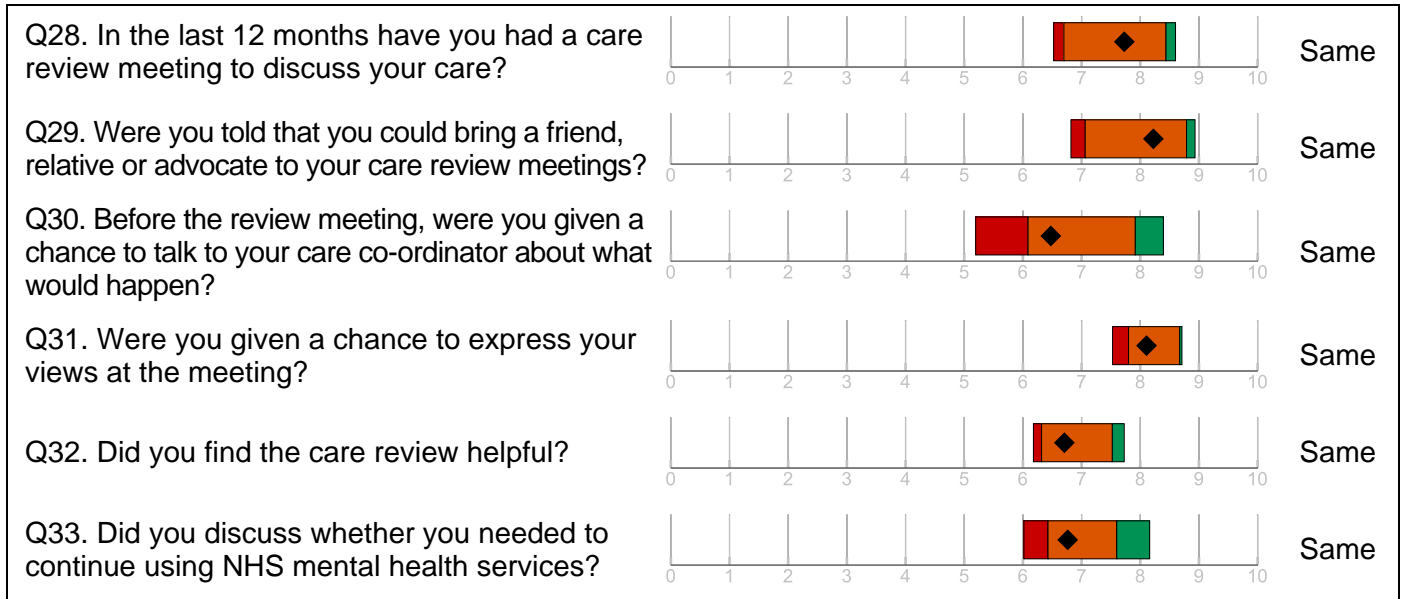 Q28. In the last 12 months have you had a care
review meeting to discuss your care?
0 1 2 3 4 5 6 7 8 9 10
Same
Q29. Were you told that you could bring a friend,
relative or advocate to your care review meetings?
0 1 2 3 4 5 6 7 8 9 10
Same
Q30. Before the review meeting, were you given a
chance to talk to your care co-ordinator about what
would happen?
0 1 2 3 4 5 6 7 8 9 10
Same
Q31. Were you given a chance to express your
views at the meeting?
0 1 2 3 4 5 6 7 8 9 10
Same
Q32. Did you find the care review helpful?
0 1 2 3 4 5 6 7 8 9 10
Same
Q33. Did you discuss whether you needed to
continue using NHS mental health services?
0 1 2 3 4 5 6 7 8 9 10
Same